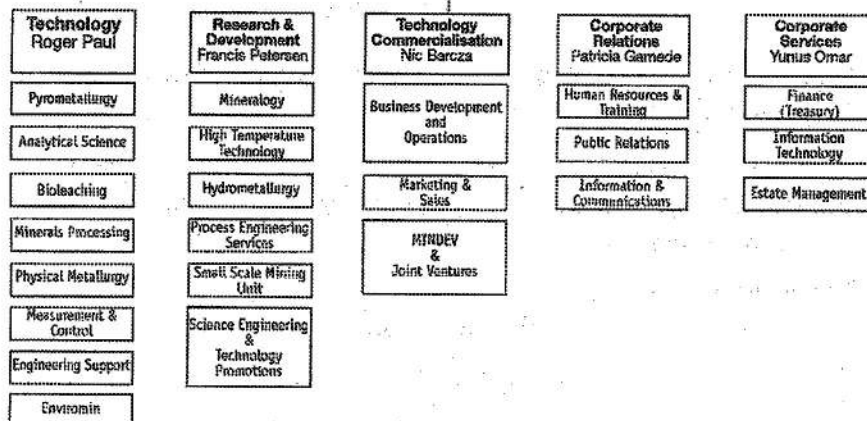 Technology
Roger Paul
Pyrometallurgy
Analytical Science
Bioleaching
Minerals Processing
Physical Metallurgy
Measurement &
Control
Engineering Support
Enviromin
Research &
Development
Francis Petersen
Mineralogy
High Temperature
Technology
Hydrometallurgy
Process Engineering
Services
Small Scale Mining
Unit
Science Engineering
&
Technology
Promotions
Technology
Commercialisation
Nic Barcza
Business Development
and
Operations
Marketing &
Sales
MINDEV
&
Joint Ventures
Corporate
Relations
Patricia Gamede
Human Resources &
Training
Public Relations
Information &
Communications
Corporate
Services
Yunus Omar
Finance
(Treasury)
Information
Technology
Estate Management